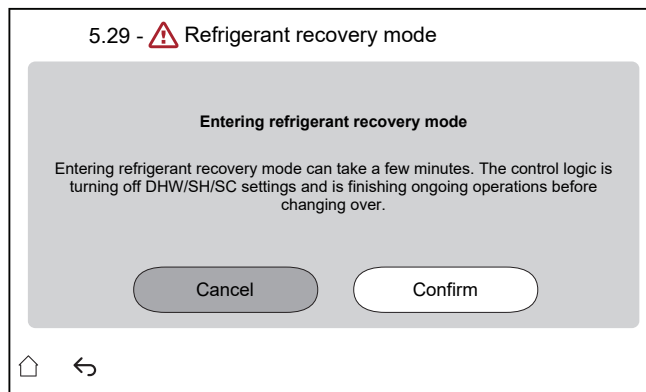 5.29 - Refrigerant recovery mode
Entering refrigerant recovery mode
Entering refrigerant recovery mode can take a few minutes. The control logic is
turning off DHW/SH/SC settings and is finishing ongoing operations before
changing over.
Cancel
Confirm